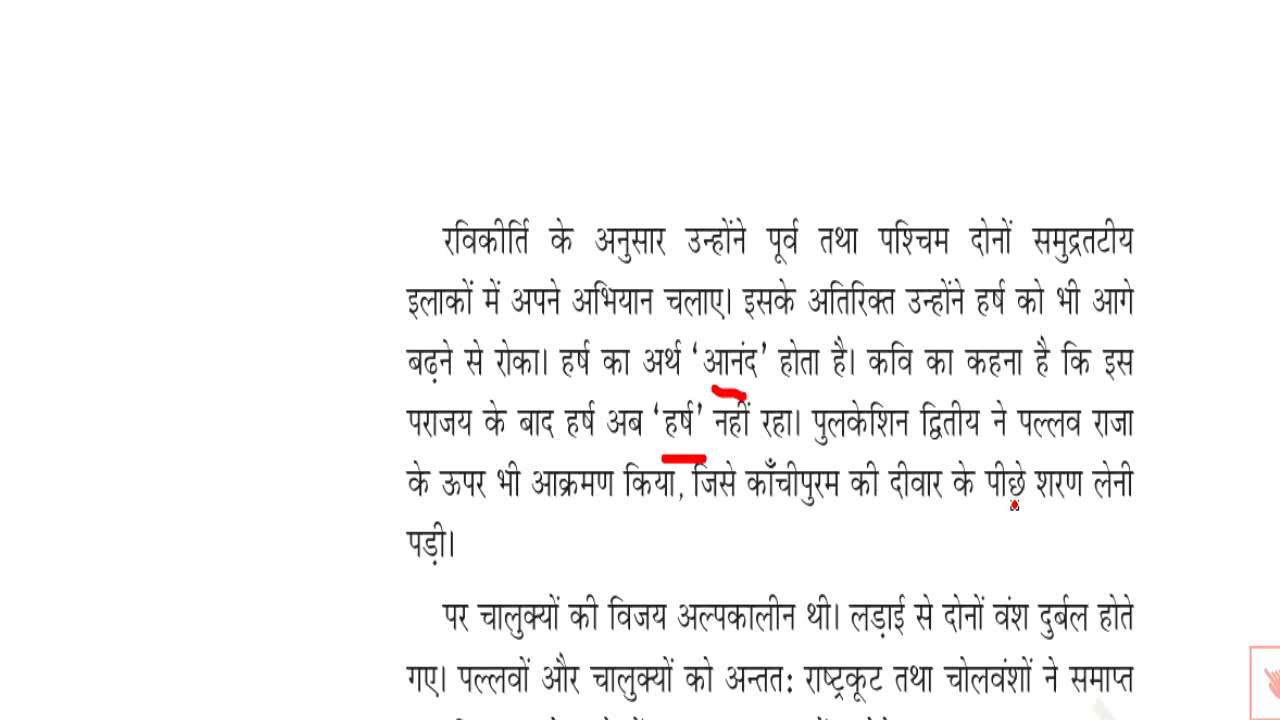 रविकीर्ति के अनुसार उन्होंने पूर्व तथा पश्चिम दोनों समुद्रतटीय
इलाकों में अपने अभियान चलाए। इसके अतिरिक्त उन्होंने हर्ष को भी आगे
बढ़ने से रोका। हर्ष का अर्थ ‘आनंद’ होता है। कवि का कहना है कि इस
पराजय के बाद हर्ष अब ‘हर्ष’ नहीं रहा। पुलकेशिन द्वितीय ने पल्लव राजा
के ऊपर भी आक्रमण किया, जिसे काँचीपुरम की दीवार के पीछे शरण लेनी
पड़ी।
पर चालुक्यों की विजय अल्पकालीन थी। लड़ाई से दोनों वंश दुर्बल होते
गए। पल्लवों और चालुक्यों को अन्तत: राष्ट्रकूट तथा चोलवंशों ने समाप्त